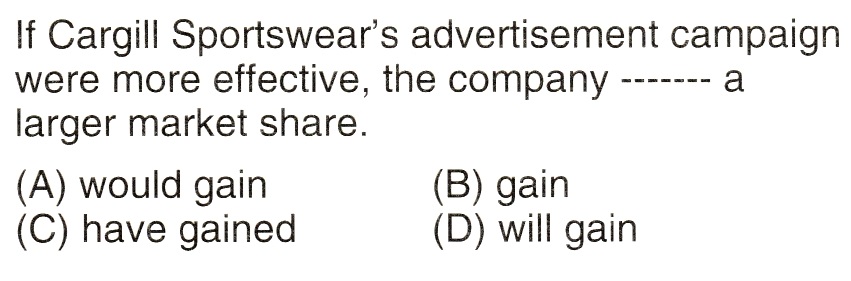 If Cargill Sportswear's advertisement campaign
were more effective, the company ------- a
larger market share.
(A) would gain (B) gain
(C) have gained (D) will gain